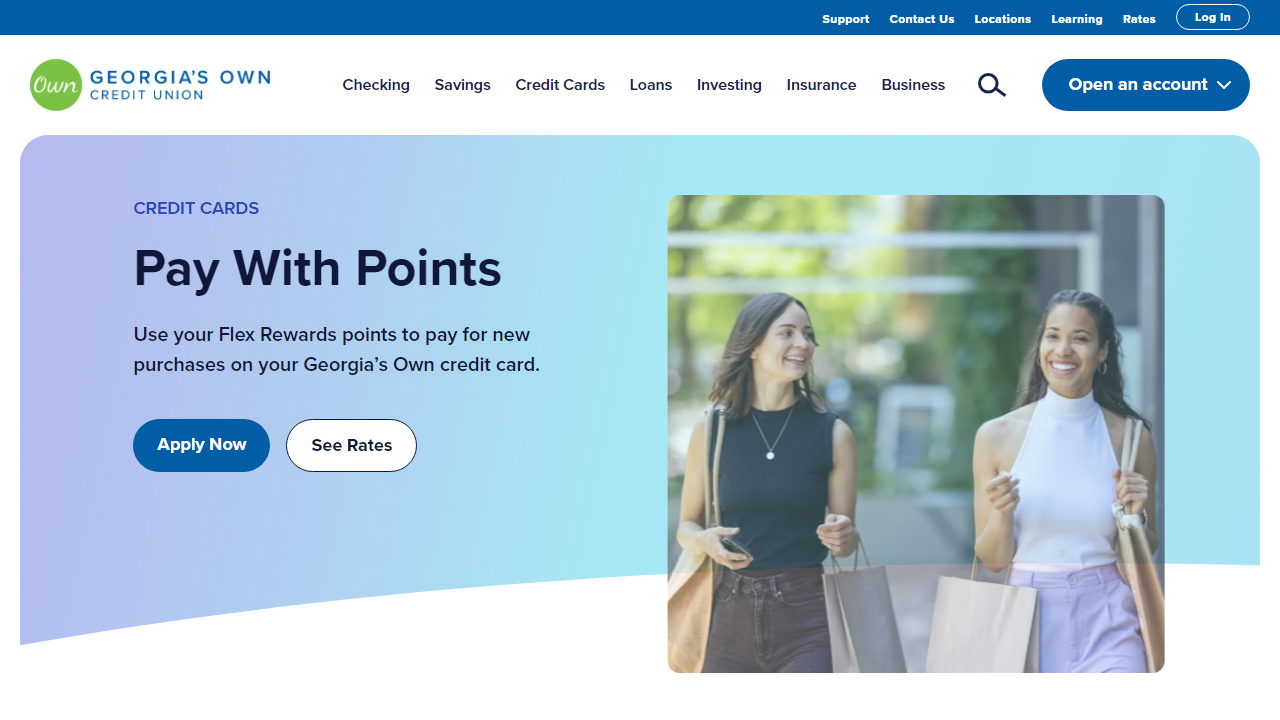 Support Contact Us Locations Learning Rates Log In
Own GEORGIA'S OWN
CREDIT UNION
Checking Savings Credit Cards Loans Investing Insurance Business Open an account
CREDIT CARDS
Pay With Points
Use your Flex Rewards points to pay for new
purchases on your Georgia’s Own credit card.
Apply Now See Rates